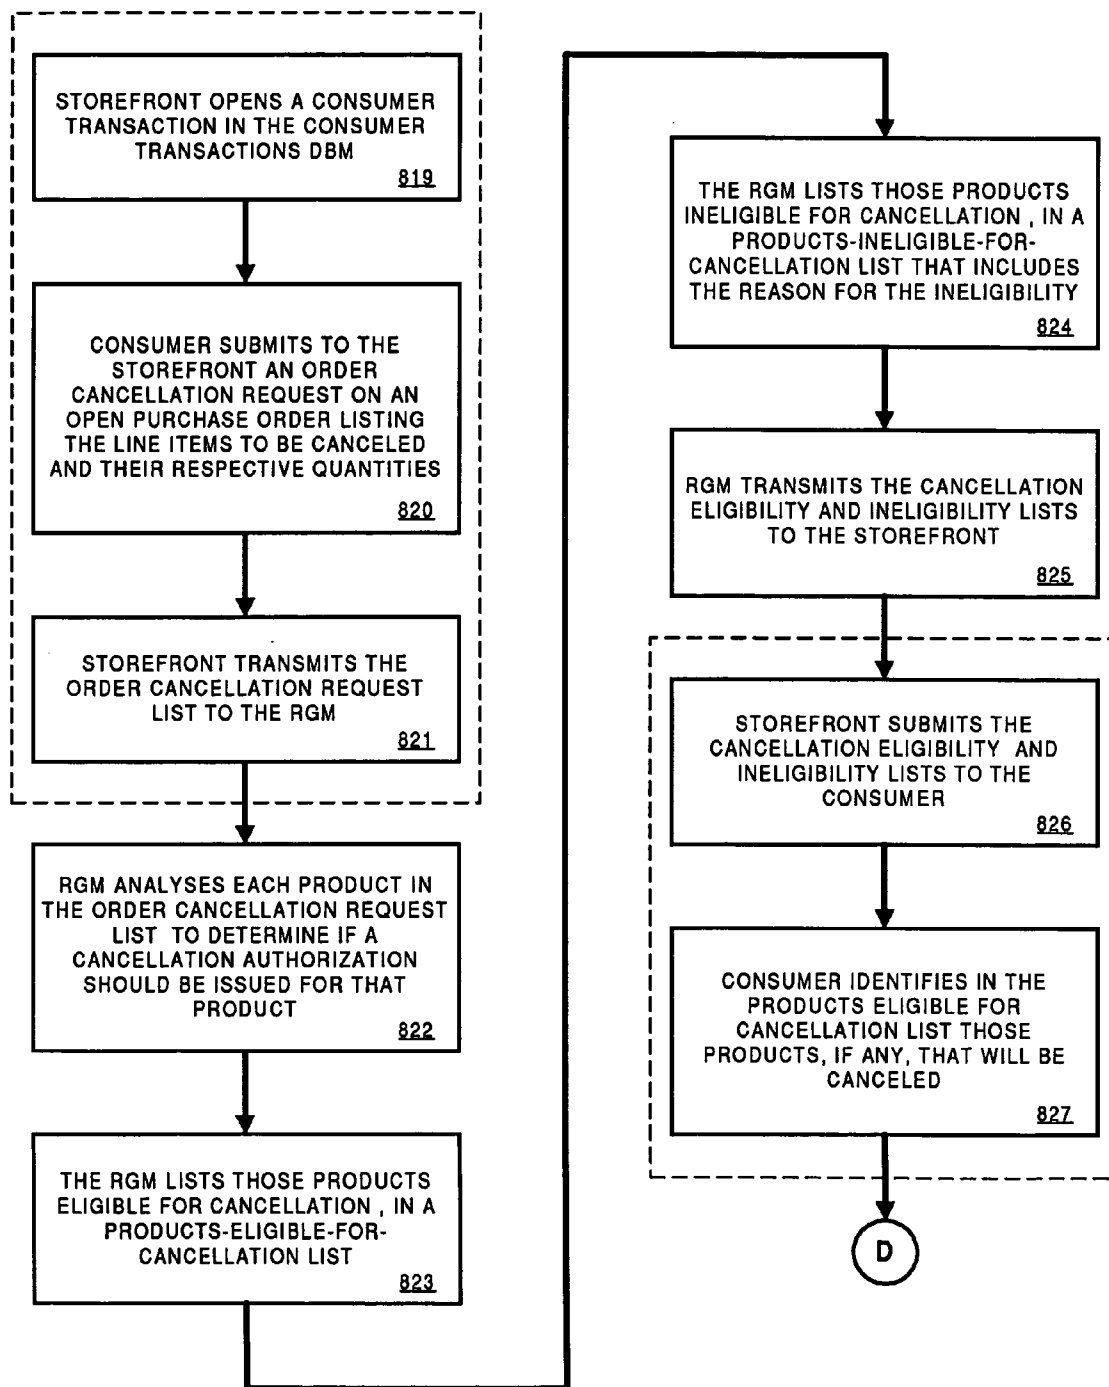 STOREFRONT OPENS A CONSUMER
TRANSACTION IN THE CONSUMER
TRANSACTIONS DBM
819
CONSUMER SUBMITS TO THE
STOREFRONT AN ORDER
CANCELLATION REQUEST ON AN
OPEN PURCHASE ORDER LISTING
THE LINE ITEMS TO BE CANCELED
AND THEIR RESPECTIVE QUANTITIES
820
STOREFRONT TRANSMITS THE
ORDER CANCELLATION REQUEST
LIST TO THE RGM
821
RGM ANALYSES EACH PRODUCT IN
THE ORDER CANCELLATION REQUEST
LIST TO DETERMINE IF A
CANCELLATION AUTHORIZATION
SHOULD BE ISSUED FOR THAT
PRODUCT
822
THE RGM LISTS THOSE PRODUCTS
ELIGIBLE FOR CANCELLATION , IN A
PRODUCTS-ELIGIBLE-FOR-
CANCELLATION LIST
823
THE RGM LISTS THOSE PRODUCTS
INELIGIBLE FOR CANCELLATION , IN A
PRODUCTS-INELIGIBLE-FOR-
CANCELLATION LIST THAT INCLUDES
THE REASON FOR THE INELIGIBILITY
824
RGM TRANSMITS THE CANCELLATION
ELIGIBILITY AND INELIGIBILITY LISTS
TO THE STOREFRONT
825
STOREFRONT SUBMITS THE
CANCELLATION ELIGIBILITY AND
INELIGIBILITY LISTS TO THE
CONSUMER
826
CONSUMER IDENTIFIES IN THE
PRODUCTS ELIGIBLE FOR
CANCELLATION LIST THOSE
PRODUCTS, IF ANY, THAT WILL BE
CANCELED
827
D